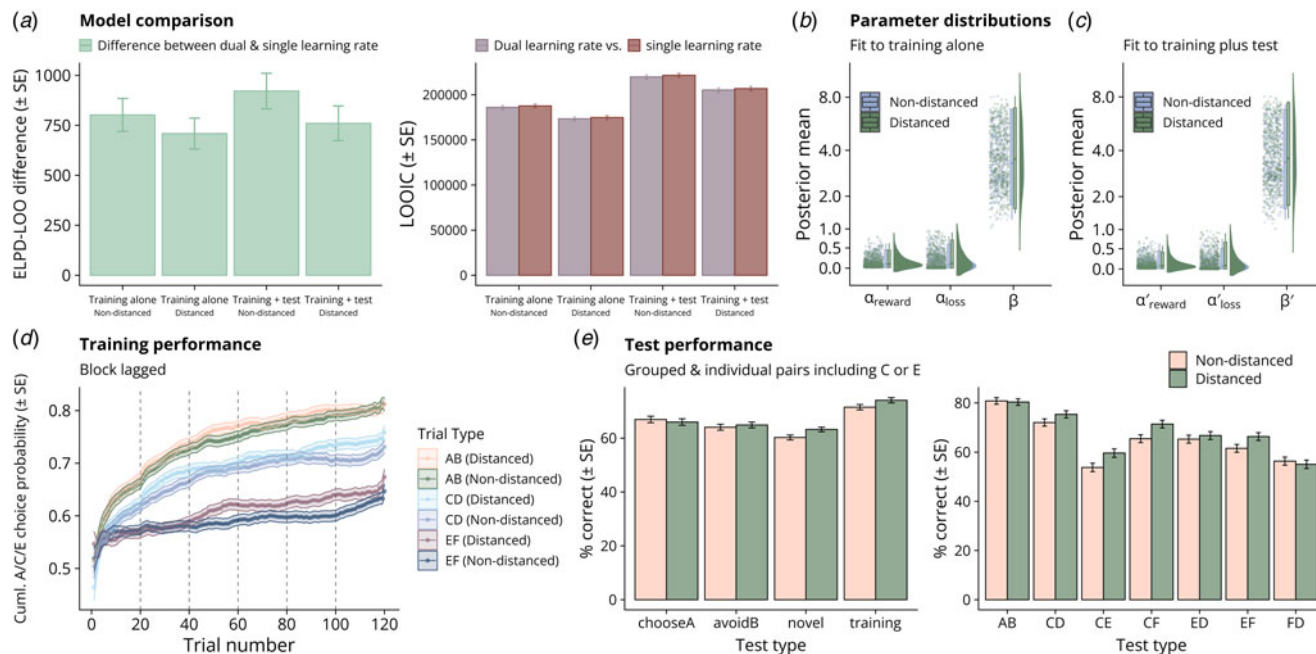 (a) Model comparison
Difference between dual & single learning rate
ELPD-LOO difference (± SE)
1000
750
500
250
0
Training alone
Non-distanced
Training alone
Distanced
Training + test
Non-distanced
Training + test
Distanced
Dual learning rate vs. single learning rate
LOOIC (± SE)
200000
150000
100000
50000
0
Training alone
Non-distanced
Training alone
Distanced
Training + test
Non-distanced
Training + test
Distanced
(b) Parameter distributions (c)
Fit to training alone
Posterior mean
8.0
4.0
2.0
1.0
0.5
0.0
Non-distanced
Distanced
αreward αloss β
Fit to training plus test
Posterior mean
8.0
4.0
2.0
1.0
0.5
0.0
Non-distanced
Distanced
α′reward α′loss β′
(d) Training performance
Block lagged
Cuml. A/C/E choice probability (± SE)
0.8
0.7
0.6
0.5
0 20 40 60 80 100 120
Trial number
Trial Type
AB (Distanced)
AB (Non-distanced)
CD (Distanced)
CD (Non-distanced)
EF (Distanced)
EF (Non-distanced)
(e) Test performance
Grouped & individual pairs including C or E
% correct (± SE)
60
40
20
0
chooseA avoidB novel training
Test type
Non-distanced
Distanced
% correct (± SE)
80
60
40
20
0
AB CD CE CF ED EF FD
Test type